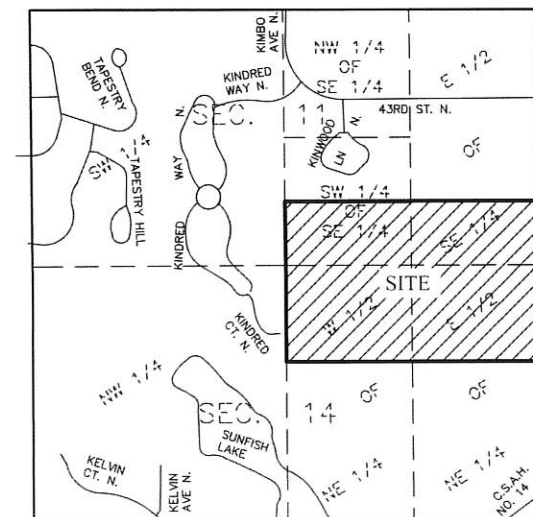 TAPESTRY
BEND N.
KIMBO
AVE N.
NW 1/4
OF
SE 1/4
E 1/2
KINDRED
WAY N.
SEC. 11
43RD ST. N.
KINWOOD
LN
N.
OF
SW 1/4
TAPESTRY HILL
KINDRED WAY N.
SW 1/4
OF
SE 1/4
SE 1/4
SITE
W 1/2
E 1/2
KINDRED
CT. N.
NW 1/4
OF
OF
SEC. 14
SUNFISH
LAKE
KELVIN
CT. N.
KELVIN
AVE N.
NE 1/4
NE 1/4
C.S.A.H.
NO. 14